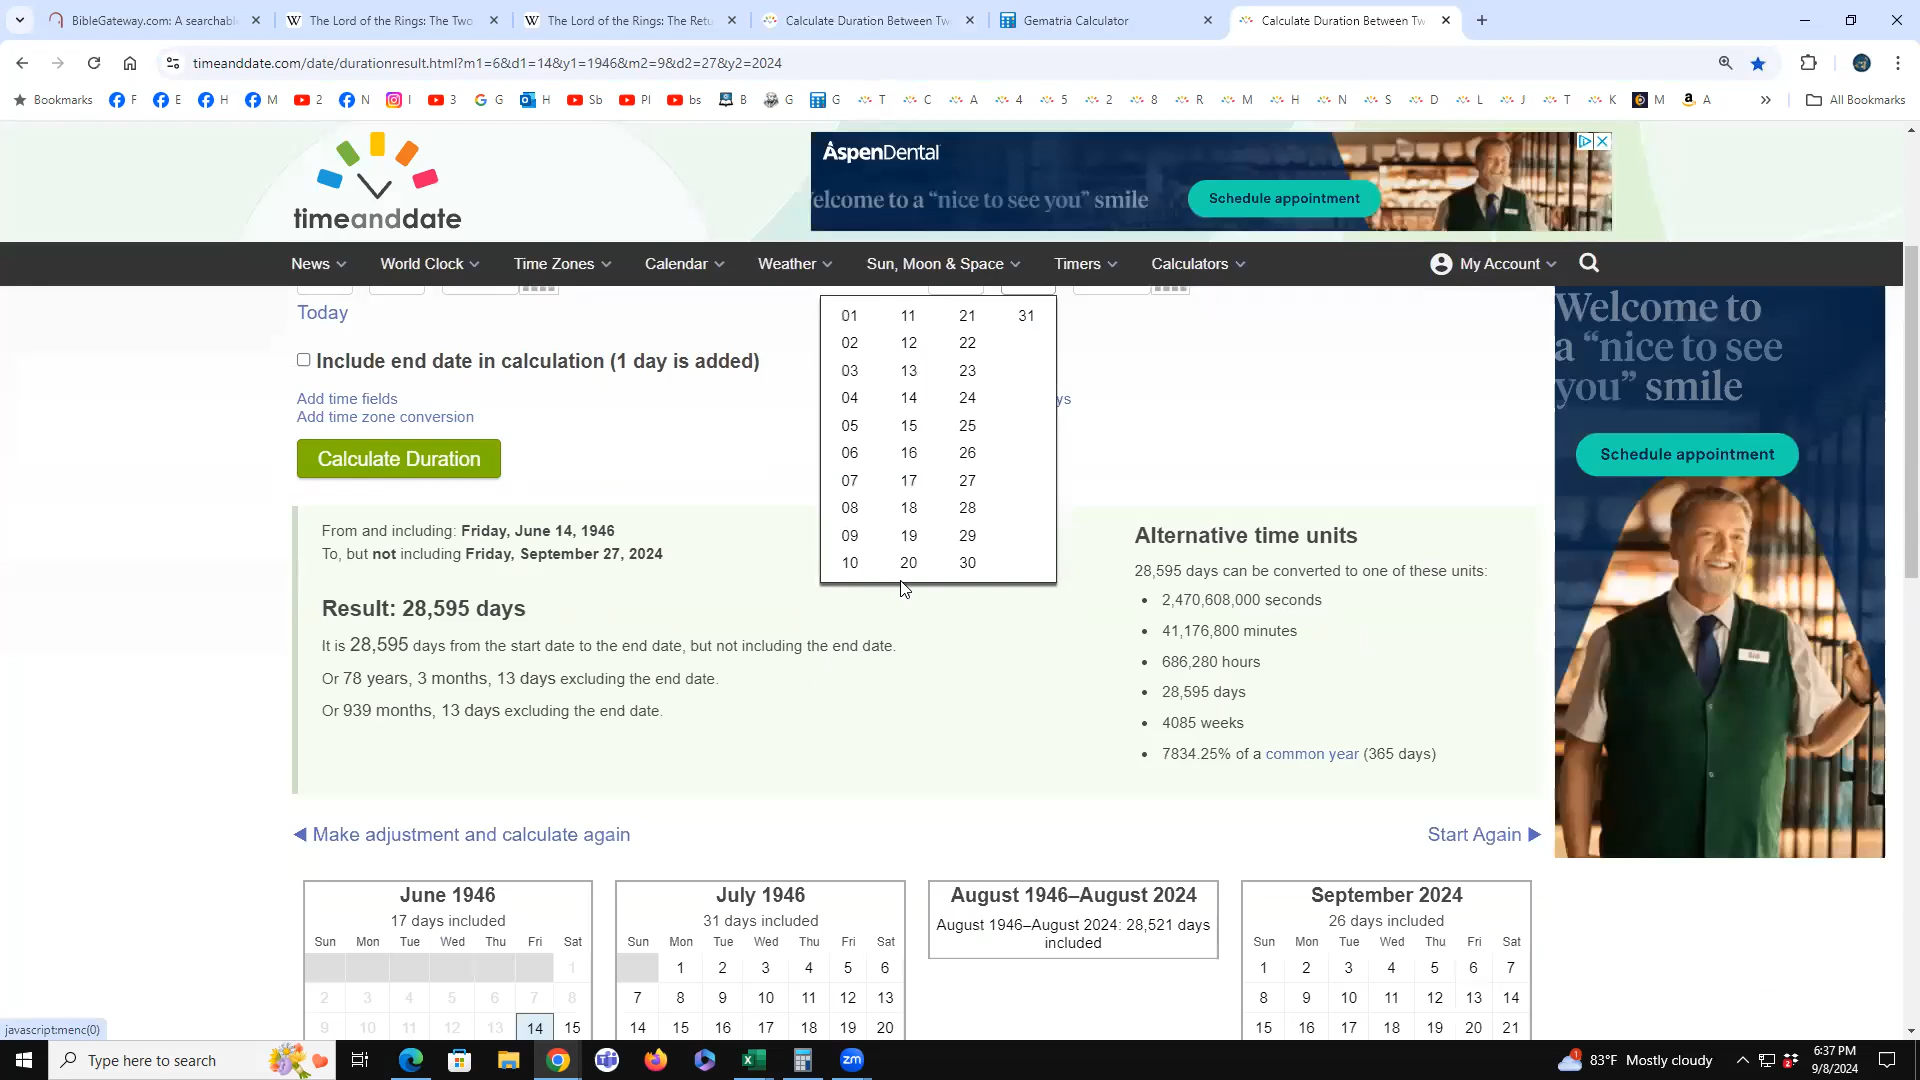 BibleGateway.com: A searchable
The Lord of the Rings: The Two
The Lord of the Rings: The Retu
Calculate Duration Between Tw
Gematria Calculator
Calculate Duration Between Tw
timeanddate.com/date/durationresult.html?m1=6&d1=14&y1=1946&m2=9&d2=27&y2=2024
Bookmarks F E H M 2 N I 3 G H Sb Pl bs B G G T C A 4 5 2 8 R M H N S D L J T K M A » All Bookmarks
timeanddate
AspenDental
elcome to a “nice to see you” smile
Schedule appointment
News World Clock Time Zones Calendar Weather Sun, Moon & Space Timers Calculators My Account
Today
Include end date in calculation (1 day is added)
Add time fields
Add time zone conversion
ys
Calculate Duration
01 11 21 31
02 12 22
03 13 23
04 14 24
05 15 25
06 16 26
07 17 27
08 18 28
09 19 29
10 20 30
Welcome to
a “nice to see
you” smile
Schedule appointment
From and including: Friday, June 14, 1946
To, but not including Friday, September 27, 2024
Result: 28,595 days
It is 28,595 days from the start date to the end date, but not including the end date.
Or 78 years, 3 months, 13 days excluding the end date.
Or 939 months, 13 days excluding the end date.
Alternative time units
28,595 days can be converted to one of these units:
• 2,470,608,000 seconds
• 41,176,800 minutes
• 686,280 hours
• 28,595 days
• 4085 weeks
• 7834.25% of a common year (365 days)
Make adjustment and calculate again
Start Again
June 1946
17 days included
Sun Mon Tue Wed Thu Fri Sat
1
2 3 4 5 6 7 8
9 10 11 12 13 14 15
July 1946
31 days included
Sun Mon Tue Wed Thu Fri Sat
1 2 3 4 5 6
7 8 9 10 11 12 13
14 15 16 17 18 19 20
August 1946–August 2024
August 1946–August 2024: 28,521 days
included
September 2024
26 days included
Sun Mon Tue Wed Thu Fri Sat
1 2 3 4 5 6 7
8 9 10 11 12 13 14
15 16 17 18 19 20 21
javascript:menc(0)
Type here to search
zm
83°F Mostly cloudy
6:37 PM
9/8/2024